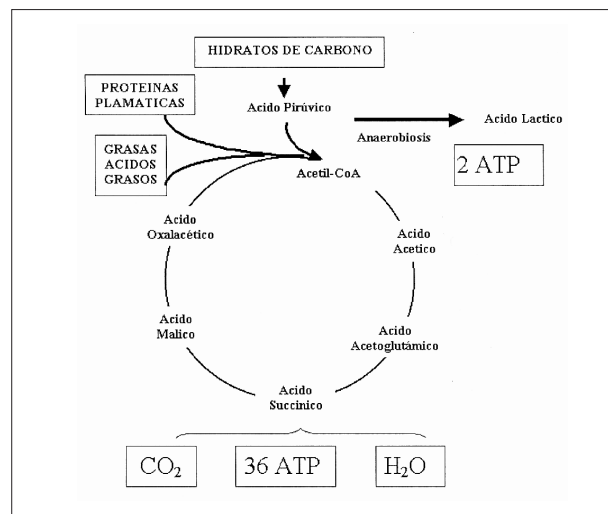 HIDRATOS DE CARBONO
PROTEINAS
PLAMATICAS
Acido Pirúvico
Acido Lactico
Anaerobiosis
GRASAS
ACIDOS
GRASOS
Acetil-CoA
2 ATP
Acido
Oxalacético
Acido
Acetico
Acido
Malico
Acido
Acetoglutámico
Acido
Succinico
CO₂
36 ATP
H₂O